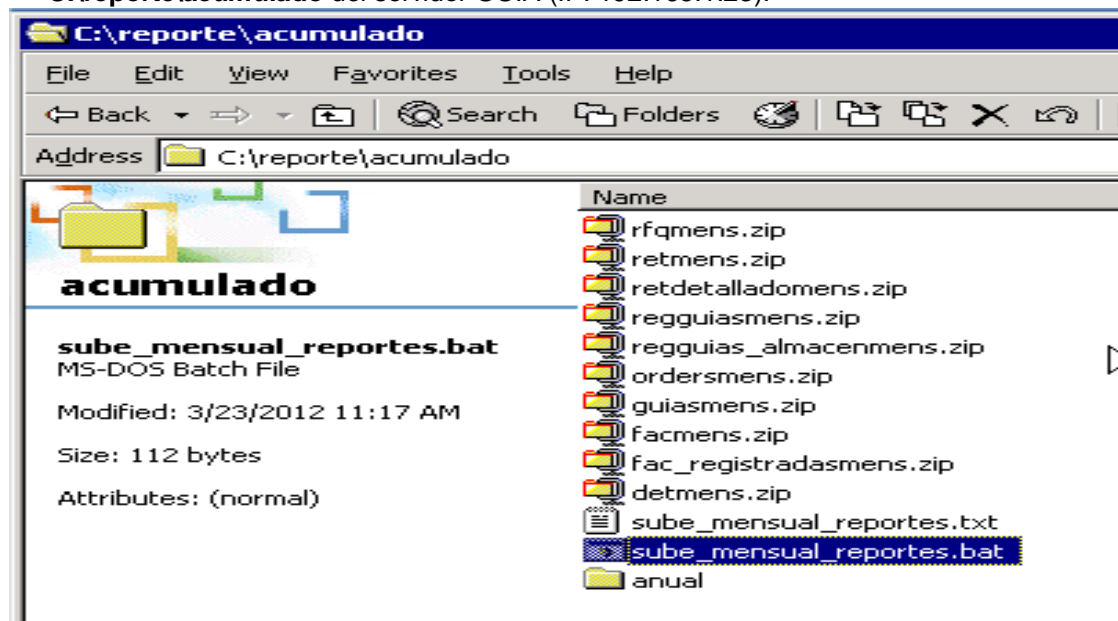 C:\reporte\acumulado
File Edit View Favorites Tools Help
Back Search Folders
Address C:\reporte\acumulado
Name
rfqmens.zip
retmens.zip
retdetalladomens.zip
regguiasmens.zip
regguias_almacenmens.zip
ordersmens.zip
guiasmens.zip
facmens.zip
fac_registradasmens.zip
detmens.zip
sube_mensual_reportes.txt
sube_mensual_reportes.bat
anual
acumulado
sube_mensual_reportes.bat
MS-DOS Batch File
Modified: 3/23/2012 11:17 AM
Size: 112 bytes
Attributes: (normal)